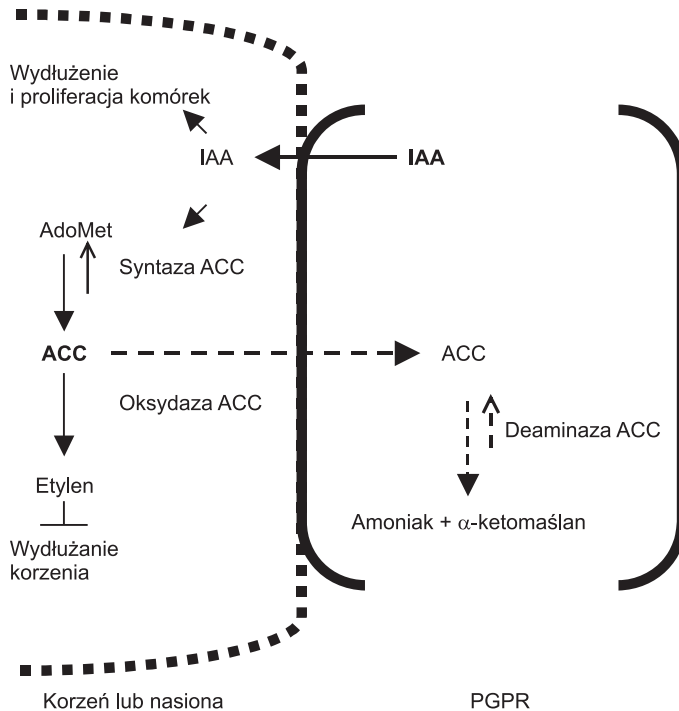 Wydłużenie
i proliferacja komórek
IAA
IAA
AdoMet
Syntaza ACC
ACC
ACC
Oksydaza ACC
Deaminaza ACC
Etylen
Amoniak + α-ketomaślan
Wydłużanie
korzenia
Korzeń lub nasiona
PGPR